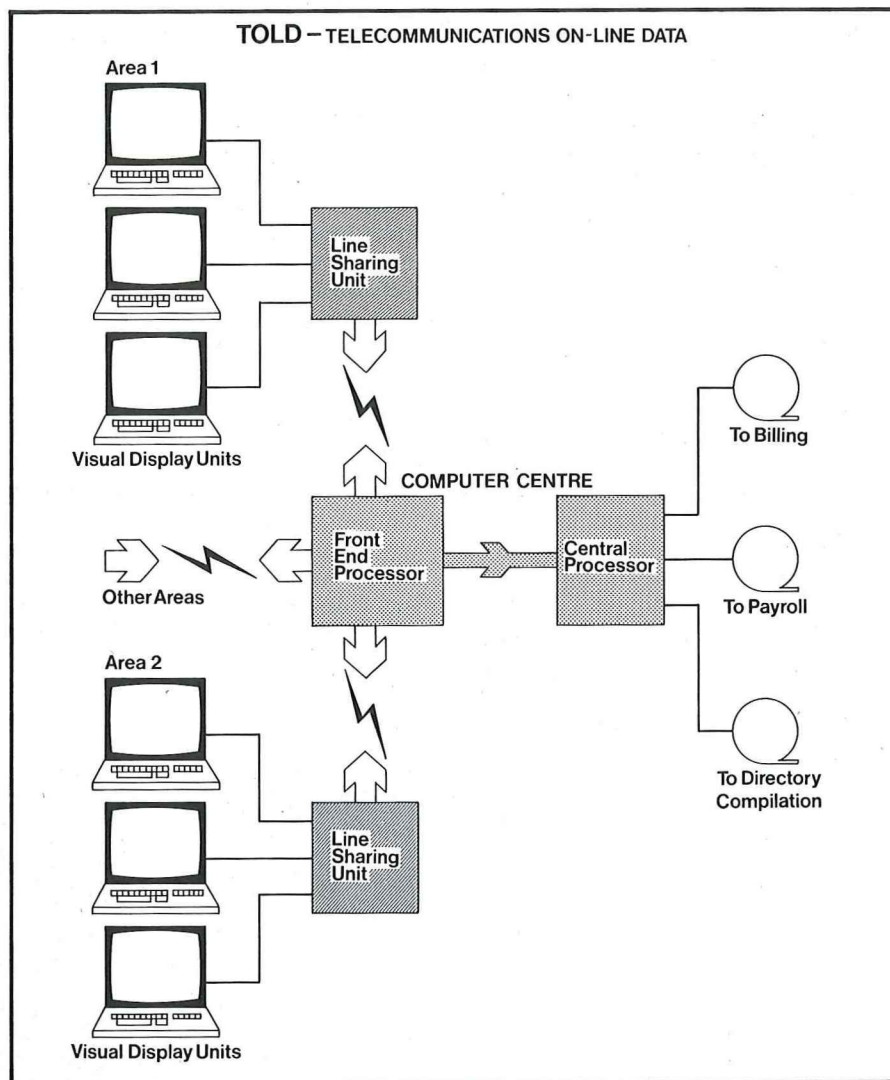 TOLD – TELECOMMUNICATIONS ON-LINE DATA
Area 1
Line
Sharing
Unit
Visual Display Units
To Billing
COMPUTER CENTRE
Front
End
Processor
Central
Processor
Other Areas
To Payroll
Area 2
To Directory
Compilation
Line
Sharing
Unit
Visual Display Units